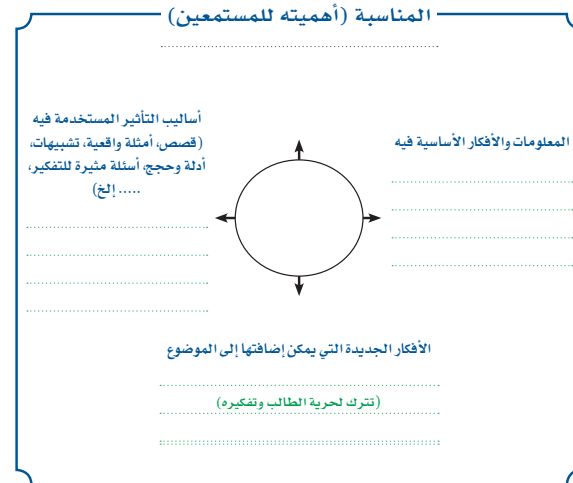 المناسبة (أهميته للمستمعين)
المعلومات والأفكار الأساسية فيه
أساليب التأثير المستخدمة فيه
(قصص، أمثلة واقعية، تشبيهات،
أدلة وحجج، أسئلة مثيرة للتفكير،
..... إلخ)
الأفكار الجديدة التي يمكن إضافتها إلى الموضوع
(تترك لحرية الطالب وتفكيره)